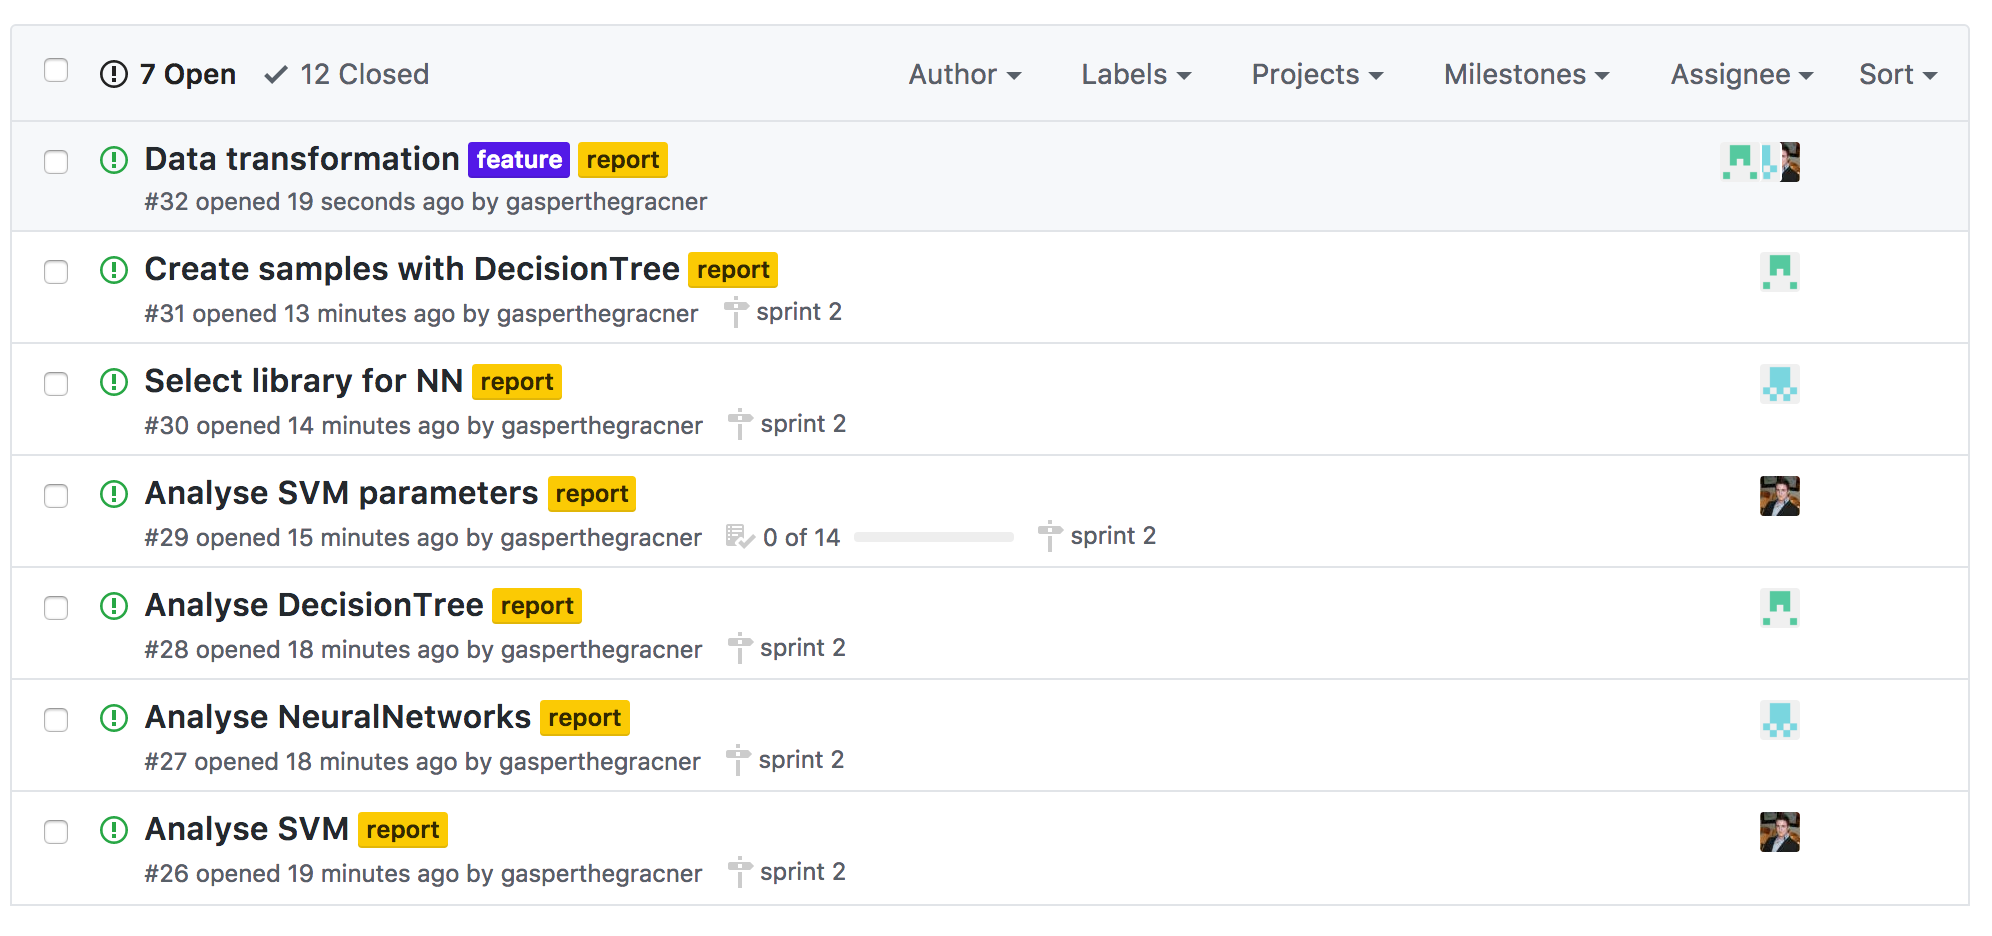 7 Open 12 Closed Author Labels Projects Milestones Assignee Sort
Data transformation feature report
#32 opened 19 seconds ago by gasperthegracner
Create samples with DecisionTree report
#31 opened 13 minutes ago by gasperthegracner sprint 2
Select library for NN report
#30 opened 14 minutes ago by gasperthegracner sprint 2
Analyse SVM parameters report
#29 opened 15 minutes ago by gasperthegracner 0 of 14 sprint 2
Analyse DecisionTree report
#28 opened 18 minutes ago by gasperthegracner sprint 2
Analyse NeuralNetworks report
#27 opened 18 minutes ago by gasperthegracner sprint 2
Analyse SVM report
#26 opened 19 minutes ago by gasperthegracner sprint 2